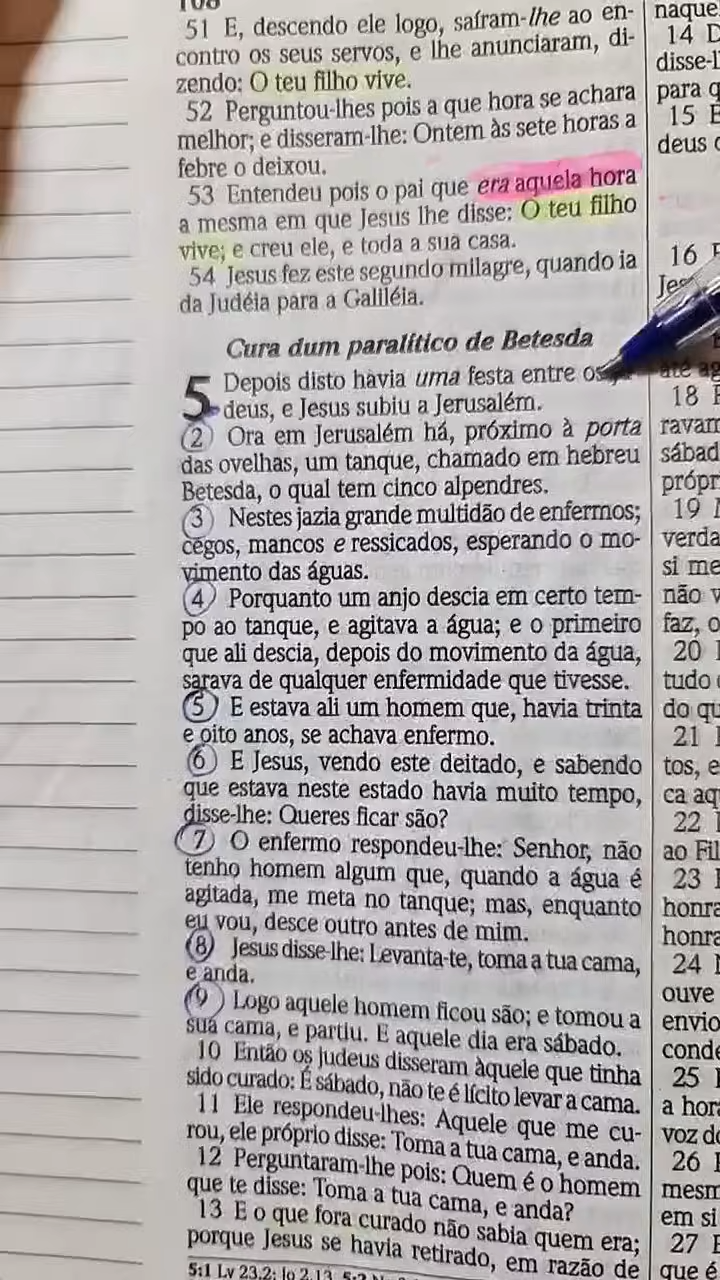 108
51 E, descendo ele logo, saíram-lhe ao en-
contro os seus servos, e lhe anunciaram, di-
zendo: O teu filho vive.
52 Perguntou-lhes pois a que hora se achara
melhor; e disseram-lhe: Ontem às sete horas a
febre o deixou.
53 Entendeu pois o pai que era aquela hora
a mesma em que Jesus lhe disse: O teu filho
vive; e creu ele, e toda a sua casa.
54 Jesus fez este segundo milagre, quando ia
da Judéia para a Galiléia.
Cura dum paralítico de Betesda
5 Depois disto havia uma festa entre os
deus, e Jesus subiu a Jerusalém.
2 Ora em Jerusalém há, próximo à porta
das ovelhas, um tanque, chamado em hebreu
Betesda, o qual tem cinco alpendres.
3 Nestes jazia grande multidão de enfermos;
cegos, mancos e ressicados, esperando o mo-
vimento das águas.
4 Porquanto um anjo descia em certo tem-
po ao tanque, e agitava a água; e o primeiro
que ali descia, depois do movimento da água,
sarava de qualquer enfermidade que tivesse.
5 E estava ali um homem que, havia trinta
e oito anos, se achava enfermo.
6 E Jesus, vendo este deitado, e sabendo
que estava neste estado havia muito tempo,
disse-lhe: Queres ficar são?
7 O enfermo respondeu-lhe: Senhor, não
tenho homem algum que, quando a água é
agitada, me meta no tanque; mas, enquanto
eu vou, desce outro antes de mim.
8 Jesus disse-lhe: Levanta-te, toma a tua cama,
e anda.
9 Logo aquele homem ficou são; e tomou a
sua cama, e partiu. E aquele dia era sábado.
10 Então os judeus disseram àquele que tinha
sido curado: É sábado, não te é lícito levar a cama.
11 Ele respondeu-lhes: Aquele que me cu-
rou, ele próprio disse: Toma a tua cama, e anda.
12 Perguntaram-lhe pois: Quem é o homem
que te disse: Toma a tua cama, e anda?
13 E o que fora curado não sabia quem era;
porque Jesus se havia retirado, em razão de
5:1 Lv 23.2; Jo 2.13
naque
14 D
disse-l
para q
15 E
deus
16
Jes
até ag
18
ravam
sábad
própr
19
verda
si me
não v
faz, o
20
tudo
do qu
21
tos, e
ca aq
22
ao Fil
23
honra
honra
24
ouve
envio
conde
25
a hor
voz do
26
mesm
em si
27
que é